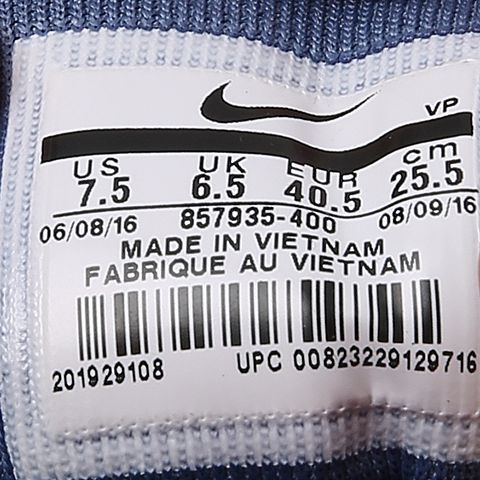 VP
US UK EUR cm
7.5 6.5 40.5 25.5
06/08/16 857935-400 08/09/16
MADE IN VIETNAM
FABRIQUE AU VIETNAM
201929108 UPC 00823229129716